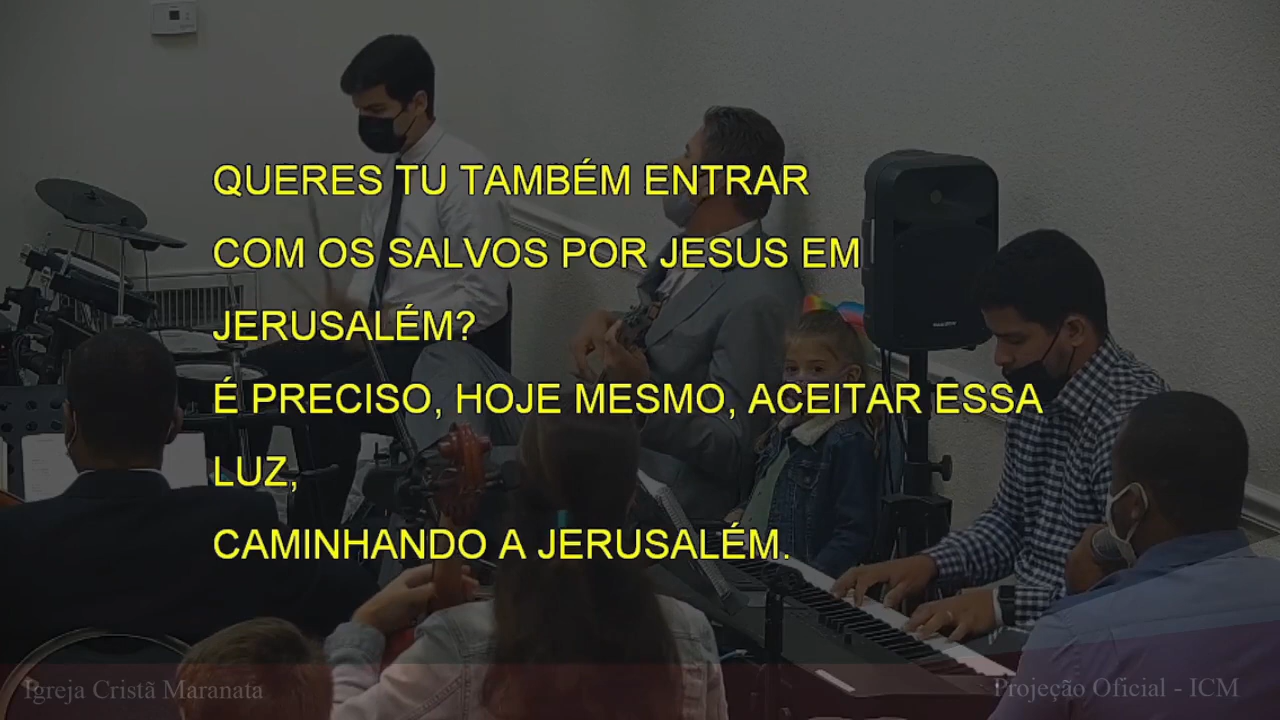 QUERES TU TAMBÉM ENTRAR
COM OS SALVOS POR JESUS EM
JERUSALÉM?
É PRECISO, HOJE MESMO, ACEITAR ESSA
LUZ,
CAMINHANDO A JERUSALÉM.
Igreja Cristã Maranata
Projeção Oficial - ICM